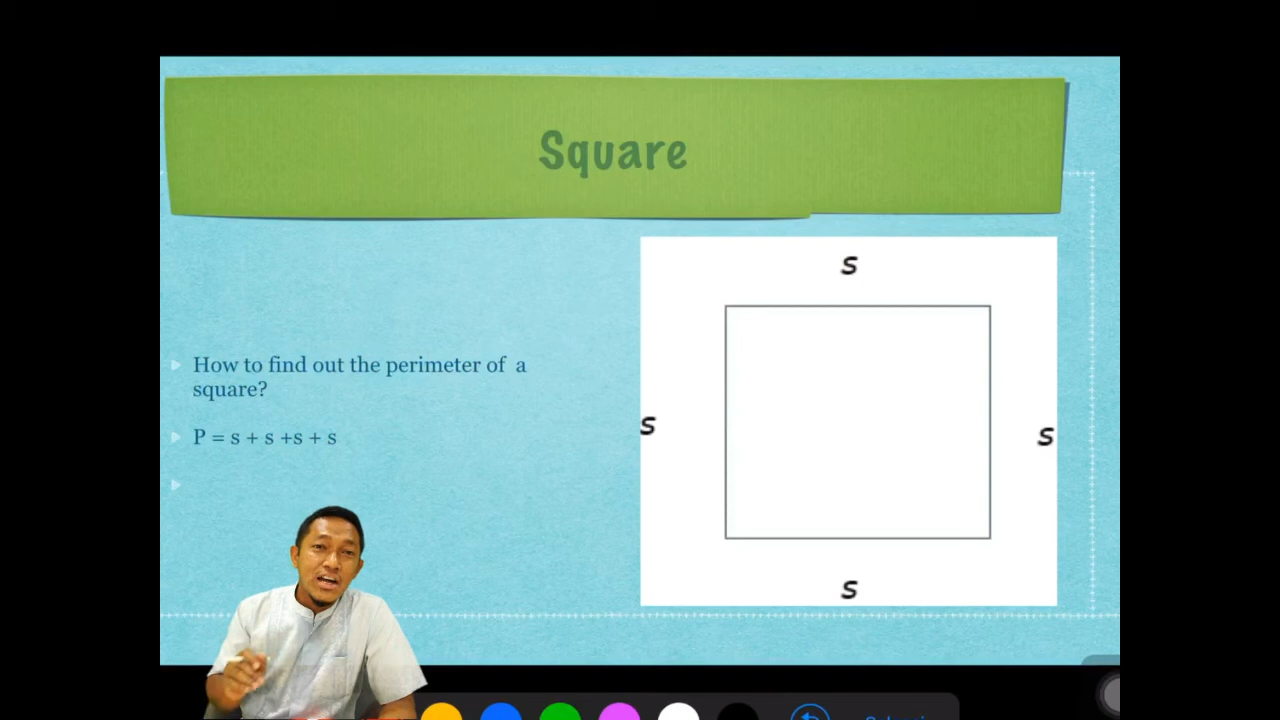 Square
How to find out the perimeter of  a
square?
P = s + s +s + s
s
s
s
s